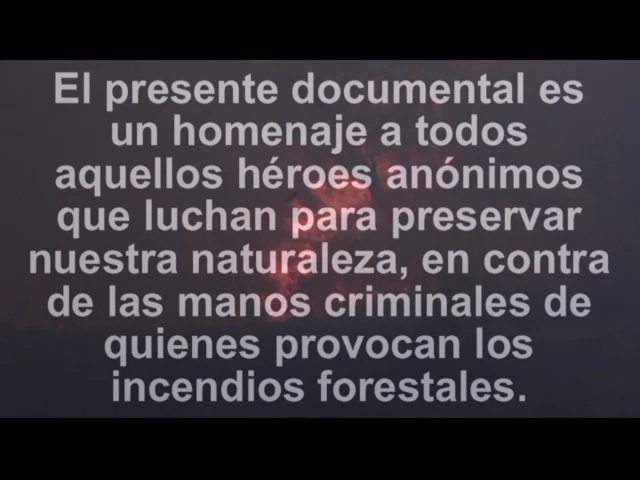 El presente documental es
un homenaje a todos
aquellos héroes anónimos
que luchan para preservar
nuestra naturaleza, en contra
de las manos criminales de
quienes provocan los
incendios forestales.